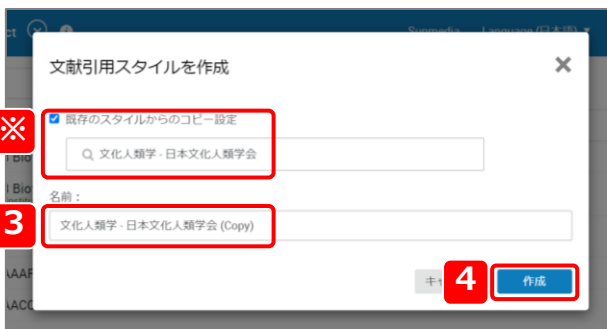 Sunmedia Language (日本語)
文献引用スタイルを作成
※
既存のスタイルからのコピー設定
文化人類学 - 日本文化人類学会
名前 :
3
文化人類学 - 日本文化人類学会 (Copy)
4
作成